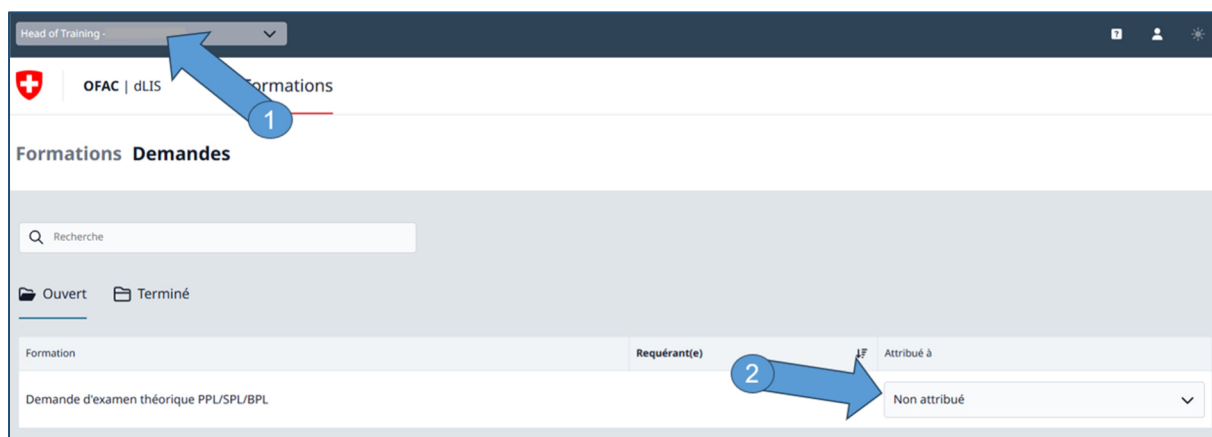 Head of Training -
OFAC | dLIS
Formations
1
Formations Demandes
Recherche
Ouvert Terminé
Formation Requérant(e) Attribué à
2
Demande d'examen théorique PPL/SPL/BPL Non attribué